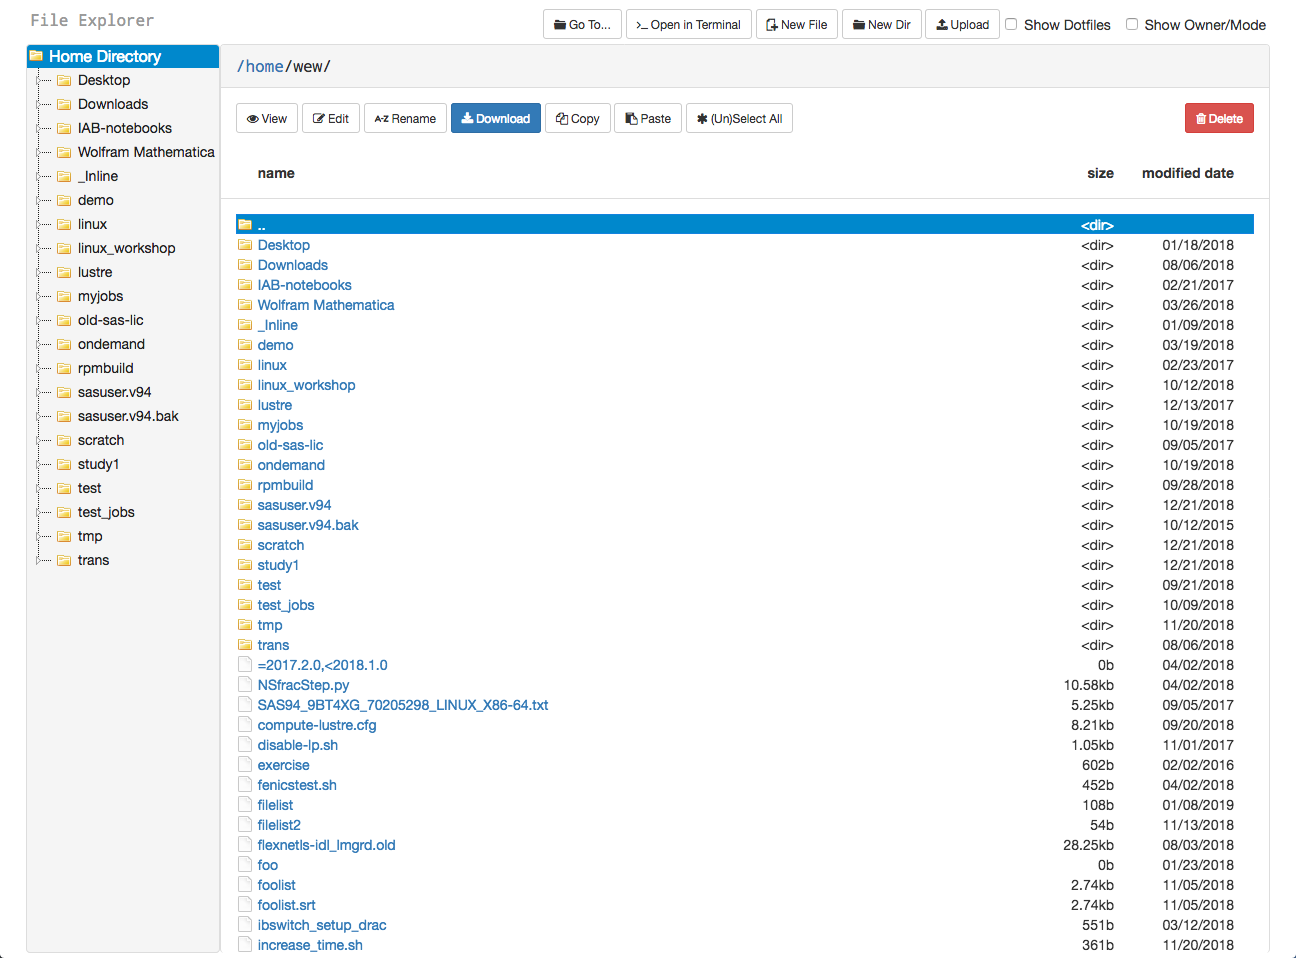 File Explorer
Go To... Open in Terminal New File New Dir Upload Show Dotfiles Show Owner/Mode
Home Directory
Desktop
Downloads
IAB-notebooks
Wolfram Mathematica
_Inline
demo
linux
linux_workshop
lustre
myjobs
old-sas-lic
ondemand
rpmbuild
sasuser.v94
sasuser.v94.bak
scratch
study1
test
test_jobs
tmp
trans
/home/wew/
View Edit A-Z Rename Download Copy Paste (Un)Select All Delete
name size modified date
.. <dir>
Desktop <dir> 01/18/2018
Downloads <dir> 08/06/2018
IAB-notebooks <dir> 02/21/2017
Wolfram Mathematica <dir> 03/26/2018
_Inline <dir> 01/09/2018
demo <dir> 03/19/2018
linux <dir> 02/23/2017
linux_workshop <dir> 10/12/2018
lustre <dir> 12/13/2017
myjobs <dir> 10/19/2018
old-sas-lic <dir> 09/05/2017
ondemand <dir> 10/19/2018
rpmbuild <dir> 09/28/2018
sasuser.v94 <dir> 12/21/2018
sasuser.v94.bak <dir> 10/12/2015
scratch <dir> 12/21/2018
study1 <dir> 12/21/2018
test <dir> 09/21/2018
test_jobs <dir> 10/09/2018
tmp <dir> 11/20/2018
trans <dir> 08/06/2018
=2017.2.0,<2018.1.0 0b 04/02/2018
NSfracStep.py 10.58kb 04/02/2018
SAS94_9BT4XG_70205298_LINUX_X86-64.txt 5.25kb 09/05/2017
compute-lustre.cfg 8.21kb 09/20/2018
disable-lp.sh 1.05kb 11/01/2017
exercise 602b 02/02/2016
fenicstest.sh 452b 04/02/2018
filelist 108b 01/08/2019
filelist2 54b 11/13/2018
flexnetls-idl_lmgrd.old 28.25kb 08/03/2018
foo 0b 01/23/2018
foolist 2.74kb 11/05/2018
foolist.srt 2.74kb 11/05/2018
ibswitch_setup_drac 551b 03/12/2018
increase_time.sh 361b 11/20/2018